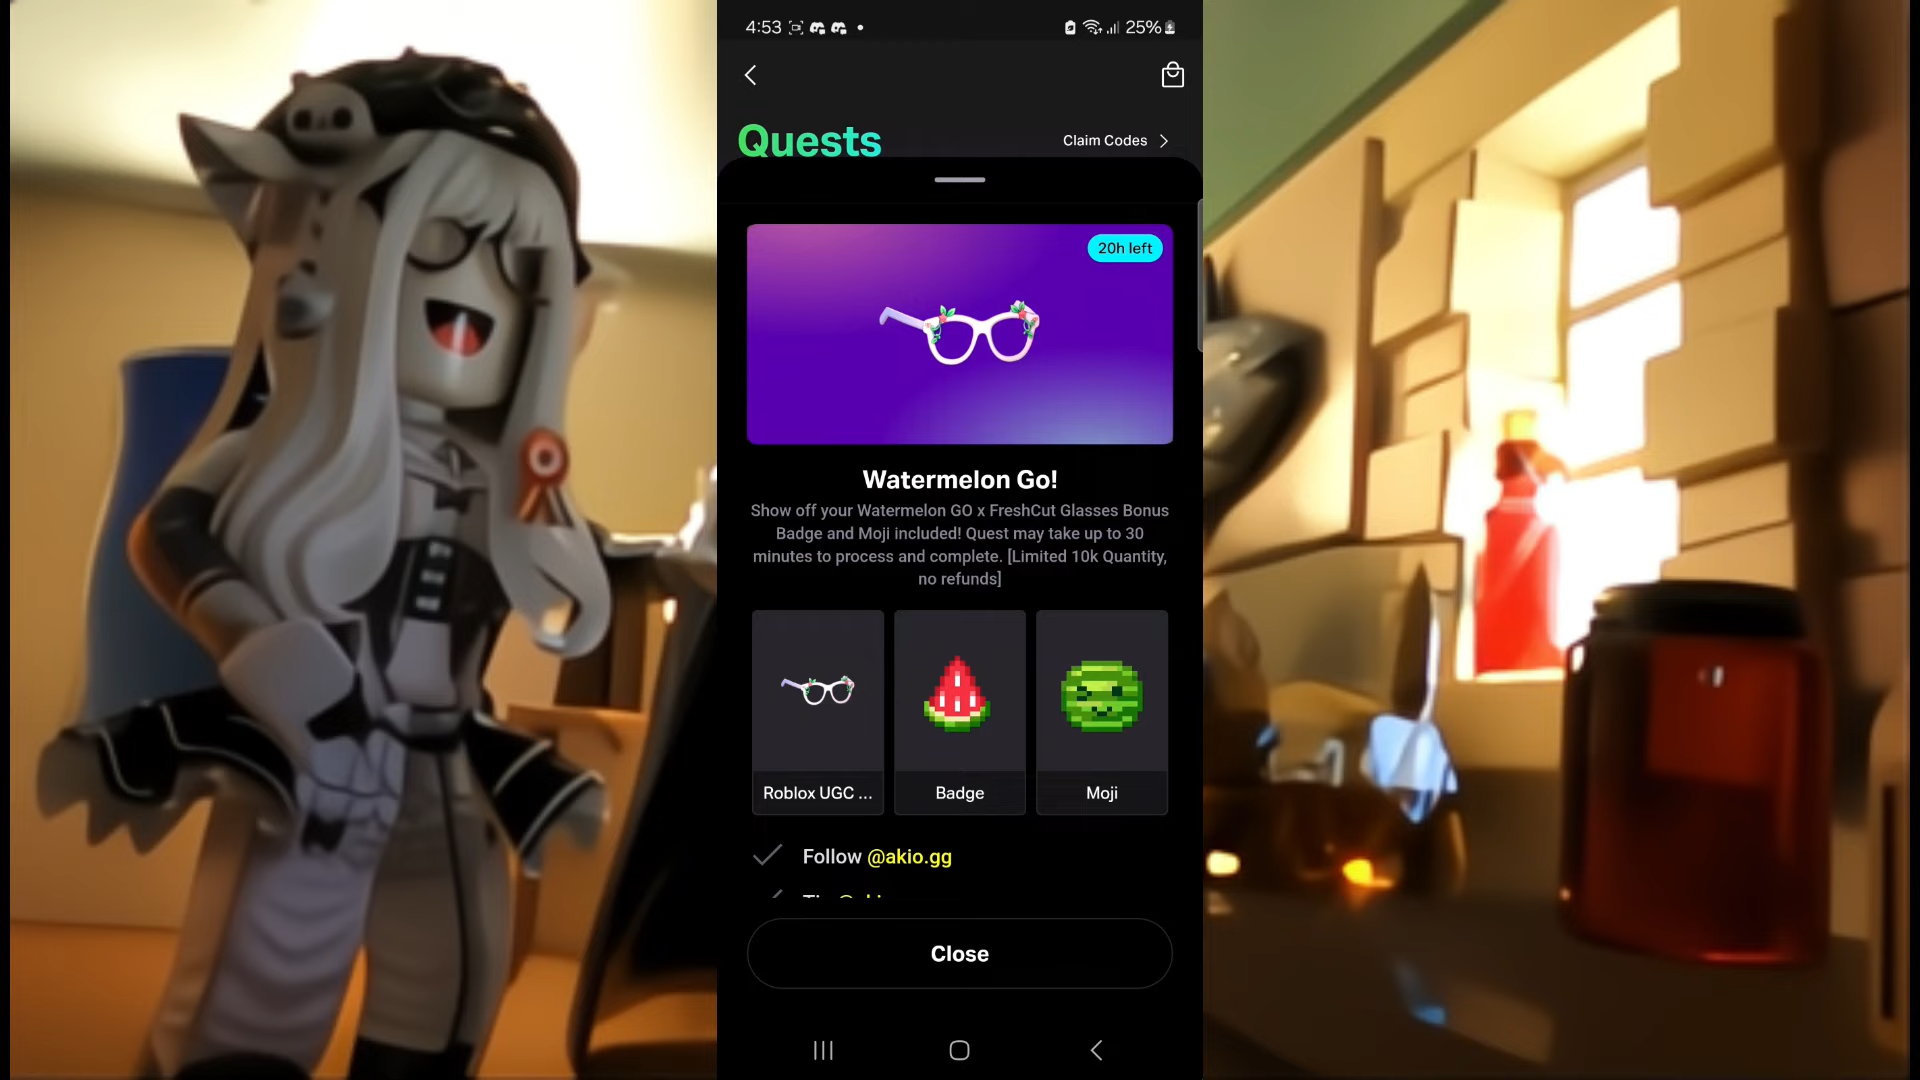 4:53
25%
Quests
Claim Codes
20h left
Watermelon Go!
Show off your Watermelon GO x FreshCut Glasses Bonus
Badge and Moji included! Quest may take up to 30
minutes to process and complete. [Limited 10k Quantity,
no refunds]
Roblox UGC ...
Badge
Moji
Follow @akio.gg
Close